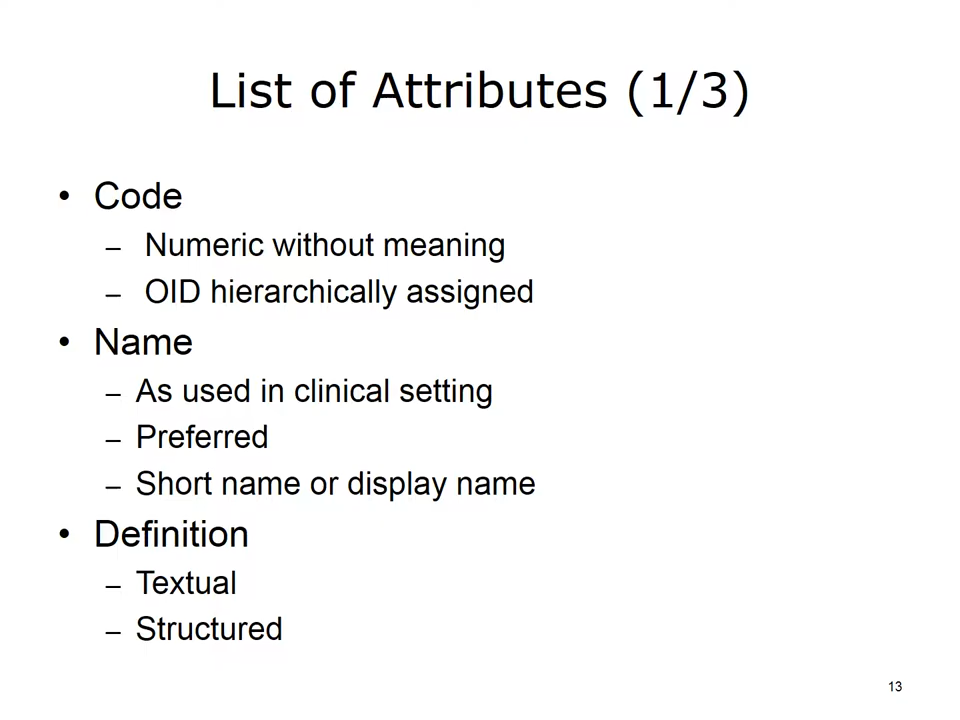 List of Attributes (1/3)
• Code
– Numeric without meaning
– OID hierarchically assigned
• Name
– As used in clinical setting
– Preferred
– Short name or display name
• Definition
– Textual
– Structured
13